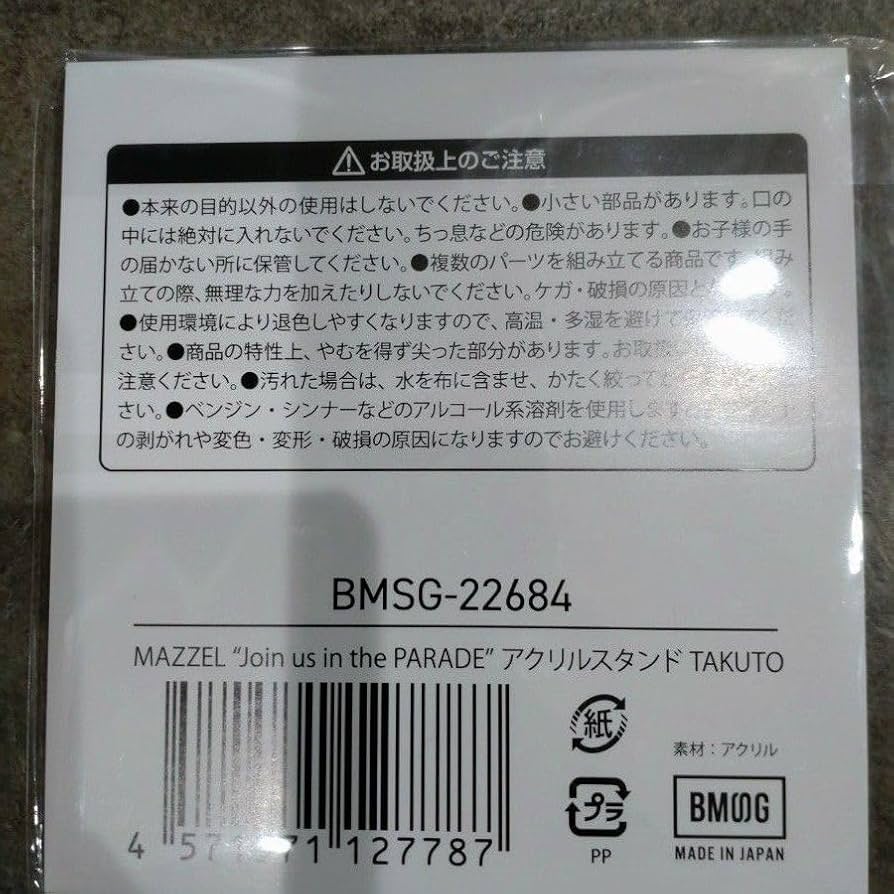 お取扱上のご注意
●本来の目的以外の使用はしないでください。●小さい部品があります。口の
中には絶対に入れないでください。ちっ息などの危険があります。●お子様の手
の届かない所に保管してください。●複数のパーツを組み立てる商品です。組み
立ての際、無理な力を加えたりしないでください。ケガ・破損の原因と
●使用環境により退色しやすくなりますので、高温・多湿を避けて
さい。●商品の特性上、やむを得ず尖った部分があります。お取扱
注意ください。●汚れた場合は、水を布に含ませ、かたく絞って
さい。●ベンジン・シンナーなどのアルコール系溶剤を使用しますと
の剥がれや変色・変形・破損の原因になりますのでお避けください。
BMSG-22684
MAZZEL “Join us in the PARADE” アクリルスタンド TAKUTO
紙
素材：アクリル
プラ
BMSG
4 127787
PP
MADE IN JAPAN